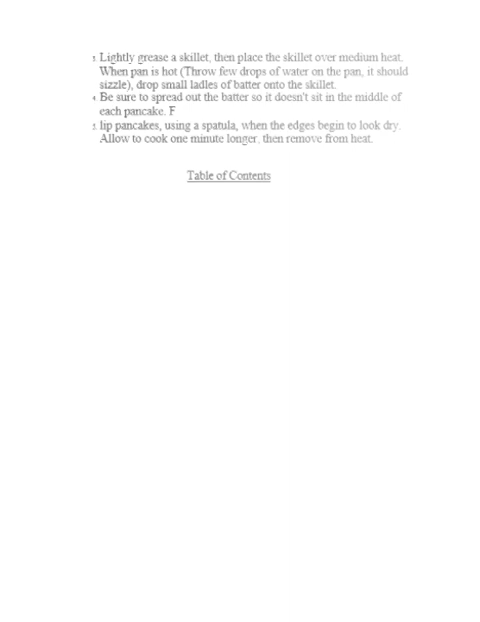 3. Lightly grease a skillet, then place the skillet over medium heat.
When pan is hot (Throw few drops of water on the pan, it should
sizzle), drop small ladles of batter onto the skillet.
4. Be sure to spread out the batter so it doesn't sit in the middle of
each pancake. F
5. lip pancakes, using a spatula, when the edges begin to look dry.
Allow to cook one minute longer, then remove from heat.
Table of Contents